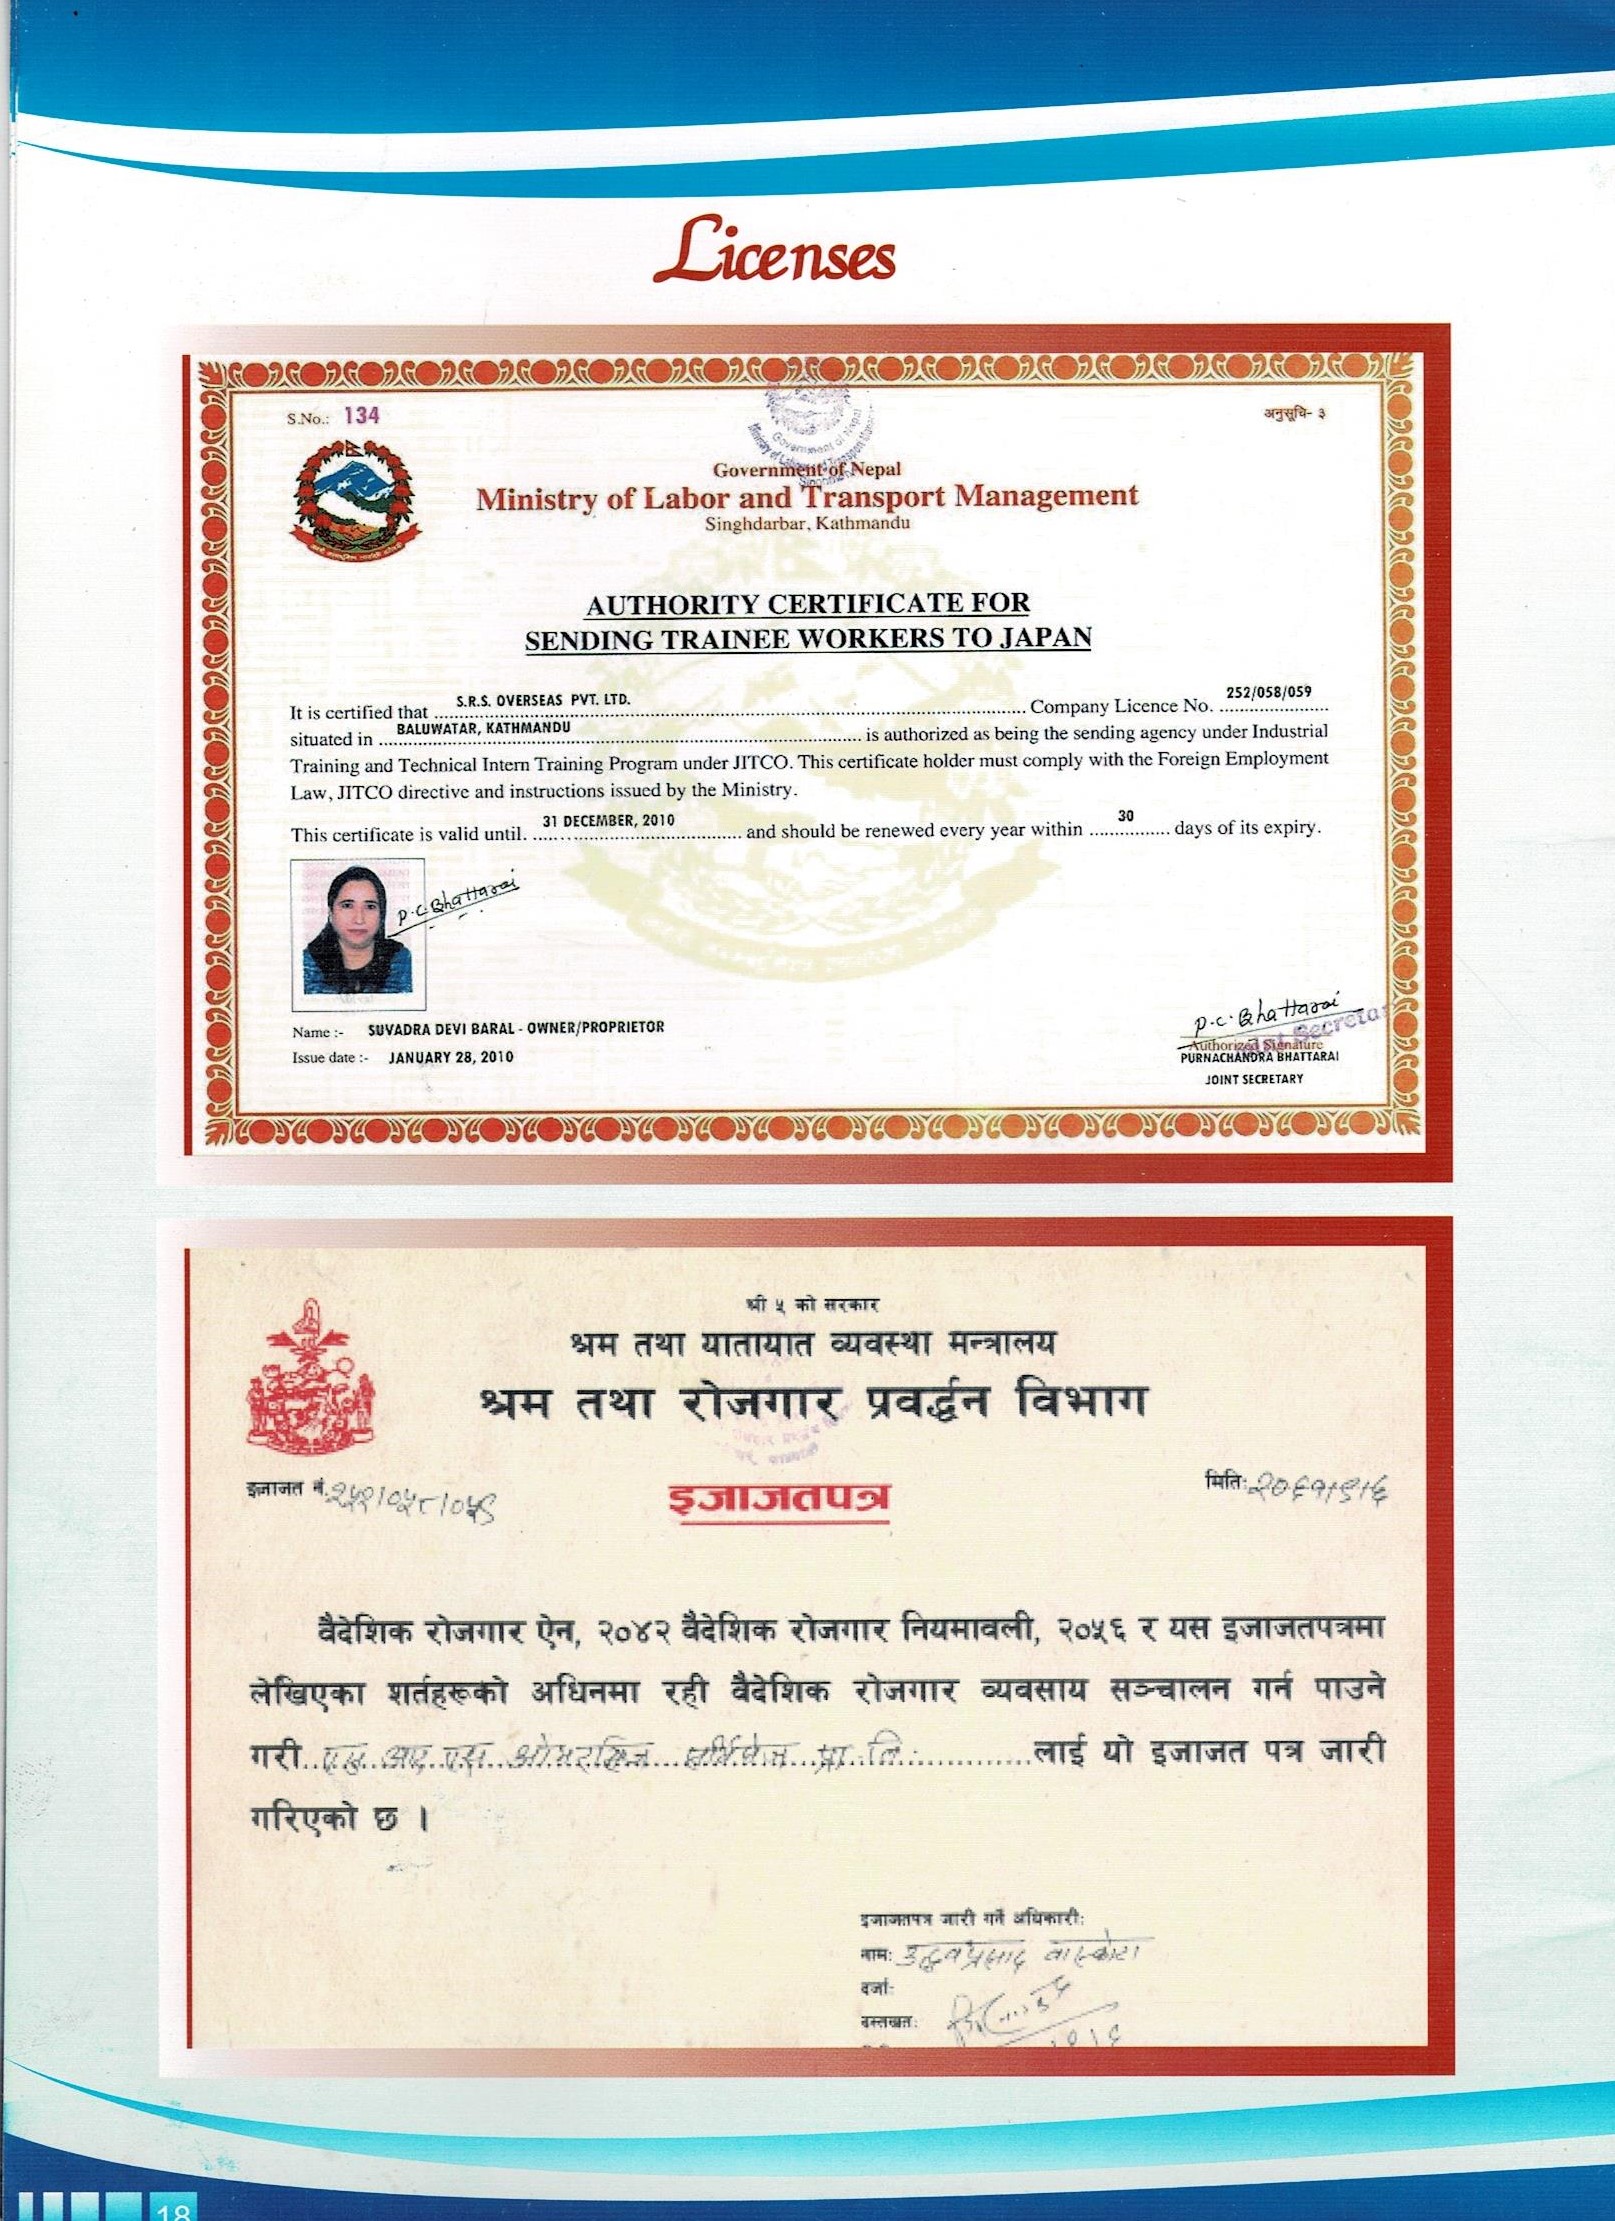 Licenses
S.No.: 134
अनुसूचि- ३
Government of Nepal
Ministry of Labor and Transport Management
Singhdarbar, Kathmandu
AUTHORITY CERTIFICATE FOR
SENDING TRAINEE WORKERS TO JAPAN
It is certified that S.R.S. OVERSEAS PVT. LTD. Company Licence No. 252/058/059
situated in BALUWATAR, KATHMANDU is authorized as being the sending agency under Industrial
Training and Technical Intern Training Program under JITCO. This certificate holder must comply with the Foreign Employment
Law, JITCO directive and instructions issued by the Ministry.
This certificate is valid until. 31 DECEMBER, 2010 and should be renewed every year within 30 days of its expiry.
P.C.Bhattarai
Name :- SUVADRA DEVI BARAL - OWNER/PROPRIETOR
Issue date :- JANUARY 28, 2010
P.C.Bhattarai
Authorized Signature
PURNACHANDRA BHATTARAI
JOINT SECRETARY
श्री ५ को सरकार
श्रम तथा यातायात व्यवस्था मन्त्रालय
श्रम तथा रोजगार प्रवर्द्धन विभाग
इजाजत नं. २५२/०५८/०५९
मिति:
इजाजतपत्र
वैदेशिक रोजगार ऐन, २०४२ वैदेशिक रोजगार नियमावली, २०५६ र यस इजाजतपत्रमा
लेखिएका शर्तहरूको अधिनमा रही वैदेशिक रोजगार व्यवसाय सञ्चालन गर्न पाउने
गरी एस आर एस ओभरसिज प्रा लि लाई यो इजाजत पत्र जारी
गरिएको छ ।
इजाजतपत्र जारी गर्ने अधिकारी:
नाम: उद्धवप्रसाद बास्कोटा
दर्जा:
दस्तखत:
18